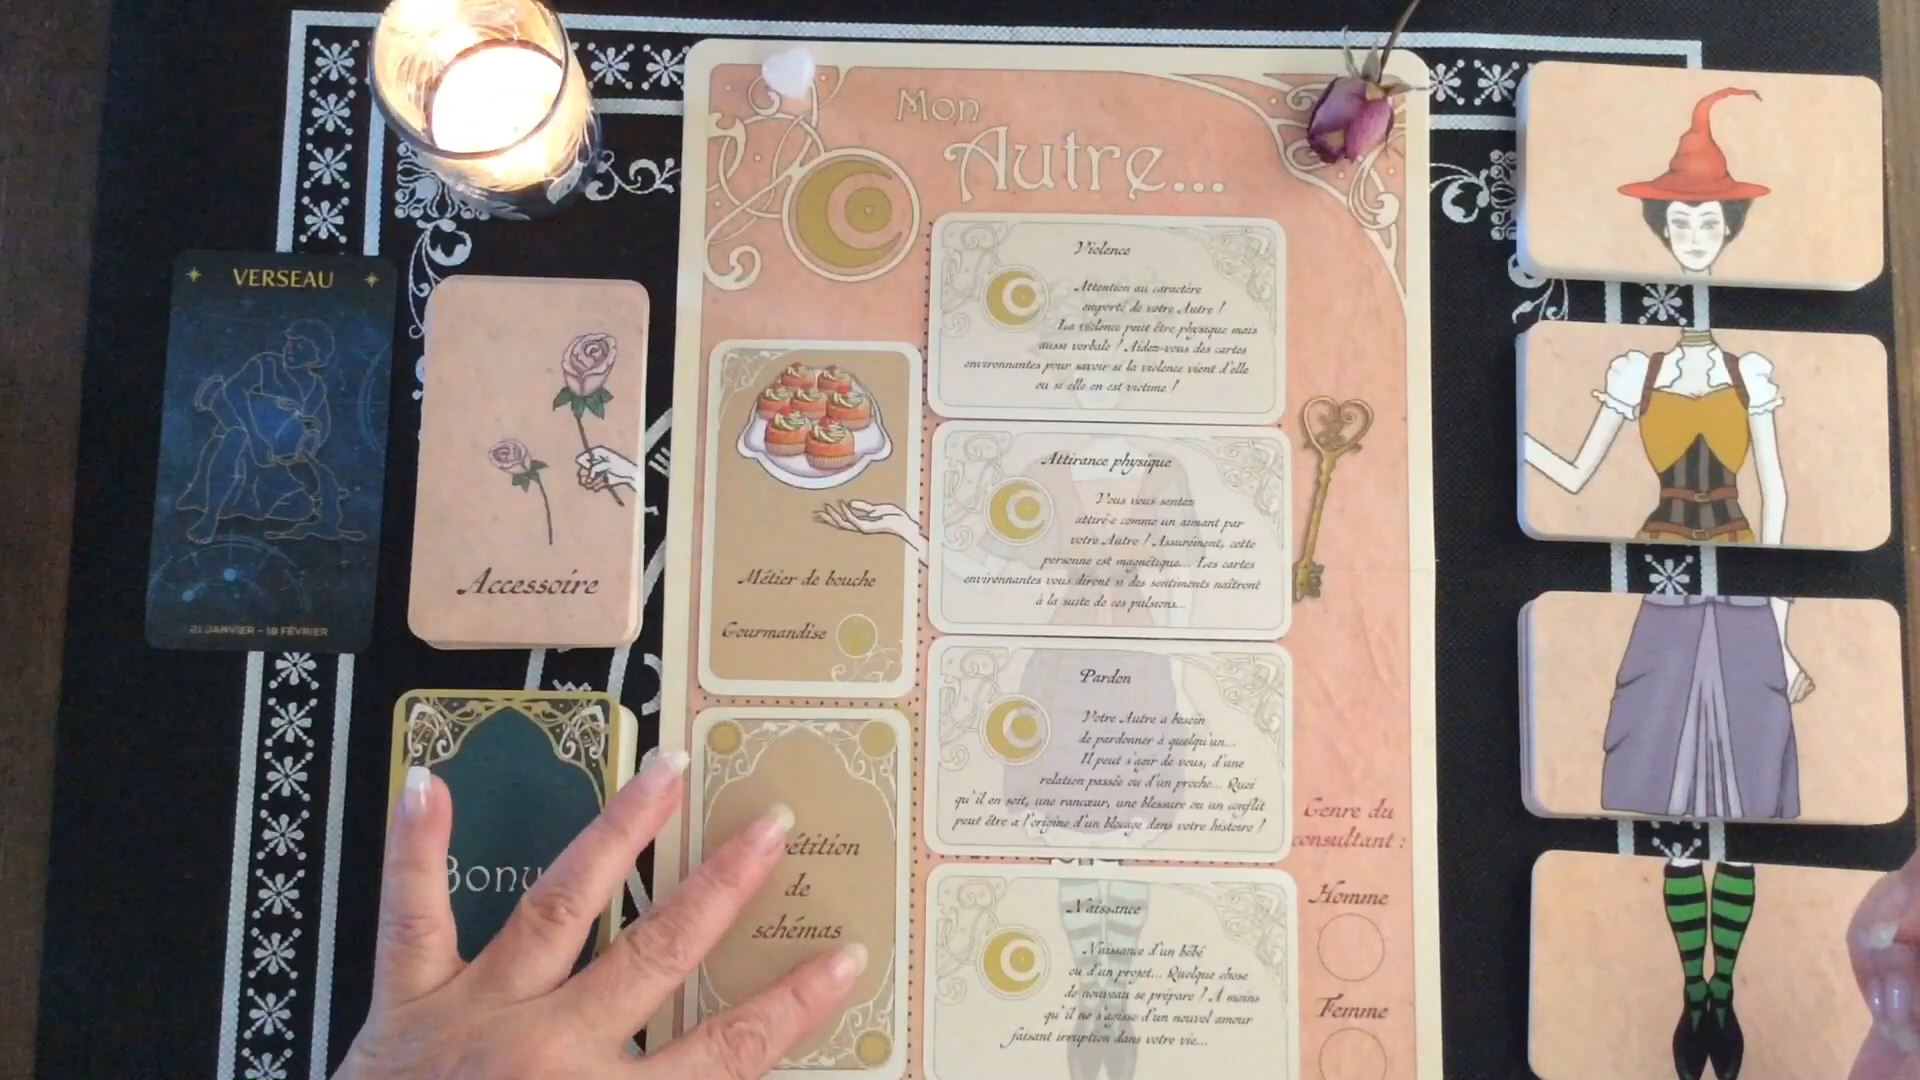 VERSEAU
21 JANVIER - 18 FÉVRIER
Accessoire
Mon
Autre...
Métier de bouche
Gourmandise
de
schémas
Violence
Attention au caractère
emporté de votre Autre !
La violence peut être physique mais
aussi verbale ! Aidez-vous des cartes
environnantes pour savoir si la violence vient d'elle
ou si elle en est victime !
Attirance physique
Vous vous sentez
attiré-e comme un aimant par
votre Autre ! Assurément, cette
personne est magnétique... Les cartes
environnantes vous diront si des sentiments naîtront
à la suite de ces pulsions...
Pardon
Votre Autre a besoin
de pardonner à quelqu'un...
Il peut s'agir de vous, d'une
relation passée ou d'un proche... Quoi
qu'il en soit, une rancœur, une blessure ou un conflit
peut être a l'origine d'un blocage dans votre histoire !
Naissance
Naissance d'un bébé
ou d'un projet... Quelque chose
de nouveau se prépare ! A moins
qu'il ne s'agisse d'un nouvel amour
faisant irruption dans votre vie...
Genre du
consultant :
Homme
Femme